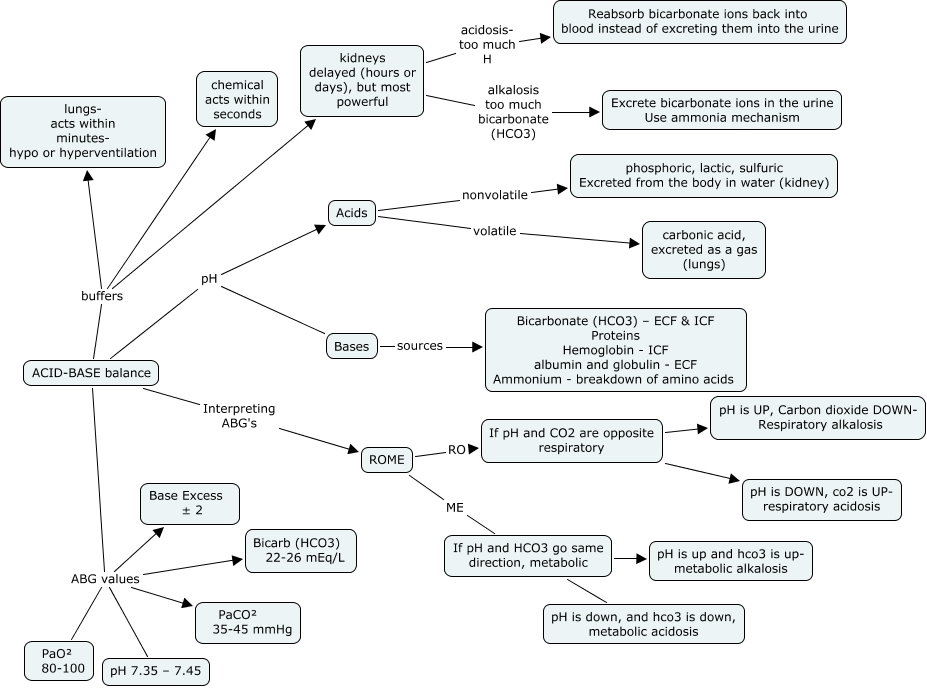 Reabsorb bicarbonate ions back into
blood instead of excreting them into the urine
acidosis-
too much
H
kidneys
delayed (hours or
days), but most
powerful
chemical
acts within
seconds
lungs-
acts within
minutes-
hypo or hyperventilation
alkalosis
too much
bicarbonate
(HCO3)
Excrete bicarbonate ions in the urine
Use ammonia mechanism
phosphoric, lactic, sulfuric
Excreted from the body in water (kidney)
nonvolatile
Acids
volatile
carbonic acid,
excreted as a gas
(lungs)
pH
buffers
Bicarbonate (HCO3) – ECF & ICF
Proteins
Hemoglobin - ICF
albumin and globulin - ECF
Ammonium - breakdown of amino acids
Bases
sources
ACID-BASE balance
Interpreting
ABG's
pH is UP, Carbon dioxide DOWN-
Respiratory alkalosis
If pH and CO2 are opposite
respiratory
RO
ROME
pH is DOWN, co2 is UP-
respiratory acidosis
ME
Base Excess
± 2
Bicarb (HCO3)
22-26 mEq/L
If pH and HCO3 go same
direction, metabolic
pH is up and hco3 is up-
metabolic alkalosis
ABG values
PaCO²
35-45 mmHg
pH is down, and hco3 is down,
metabolic acidosis
PaO²
80-100
pH 7.35 – 7.45